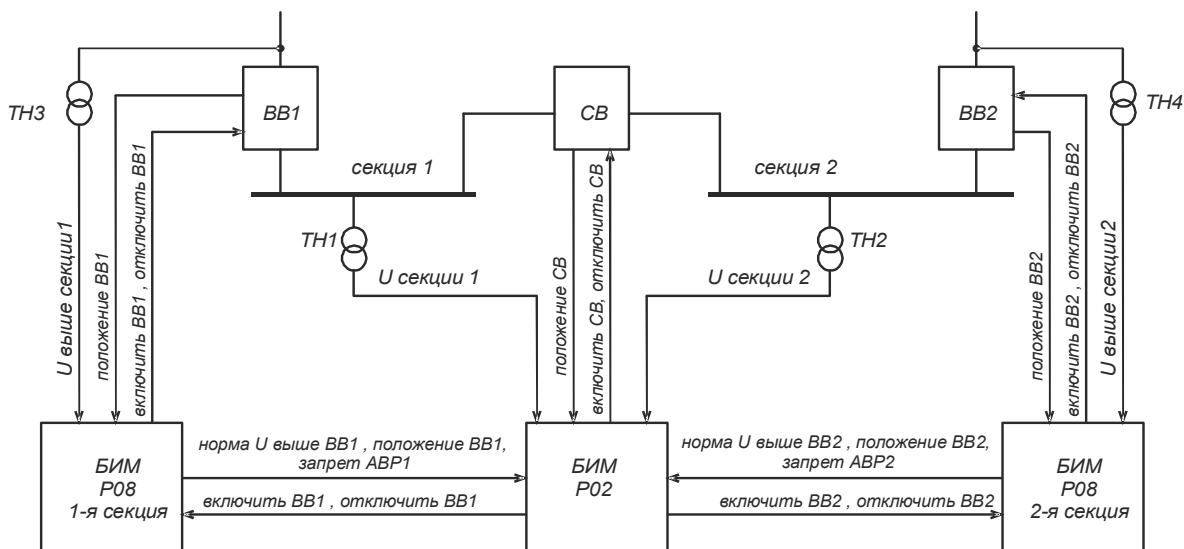 ТН3
ВВ1
СВ
ВВ2
ТН4
секция 1
секция 2
ТН1
ТН2
U секции 1
U секции 2
U выше секции1
положение ВВ1
включить ВВ1 , отключить ВВ1
положение СВ
включить СВ, отключить СВ
положение ВВ2
включить ВВ2 , отключить ВВ2
U выше секции2
БИМ
Р08
1-я секция
норма U выше ВВ1 , положение ВВ1,
запрет АВР1
включить ВВ1 , отключить ВВ1
БИМ
Р02
норма U выше ВВ2 , положение ВВ2,
запрет АВР2
включить ВВ2 , отключить ВВ2
БИМ
Р08
2-я секция